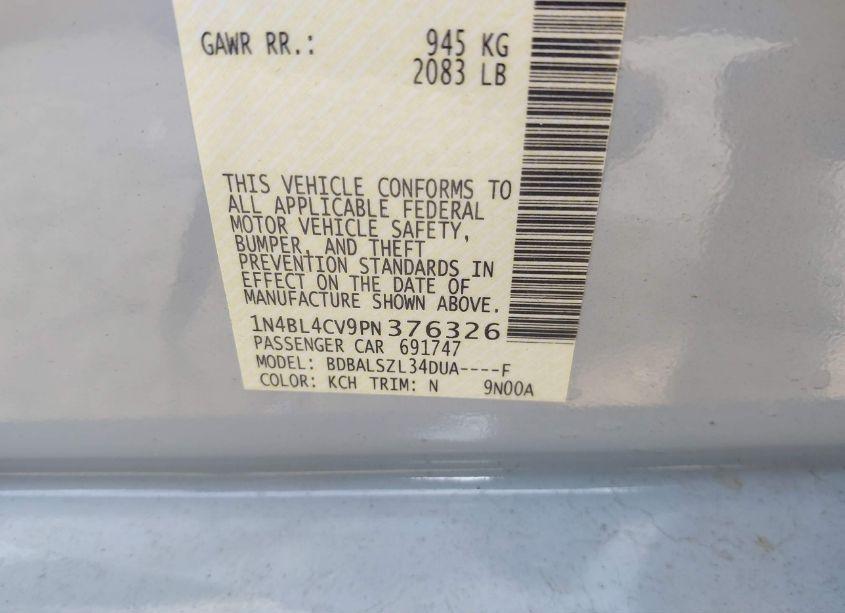 GAWR RR.: 945 KG
2083 LB
THIS VEHICLE CONFORMS TO
ALL APPLICABLE FEDERAL
MOTOR VEHICLE SAFETY,
BUMPER, AND THEFT
PREVENTION STANDARDS IN
EFFECT ON THE DATE OF
MANUFACTURE SHOWN ABOVE.
1N4BL4CV9PN376326
PASSENGER CAR 691747
MODEL: BDBALSZL34DUA----F
COLOR: KCH TRIM: N 9N00A